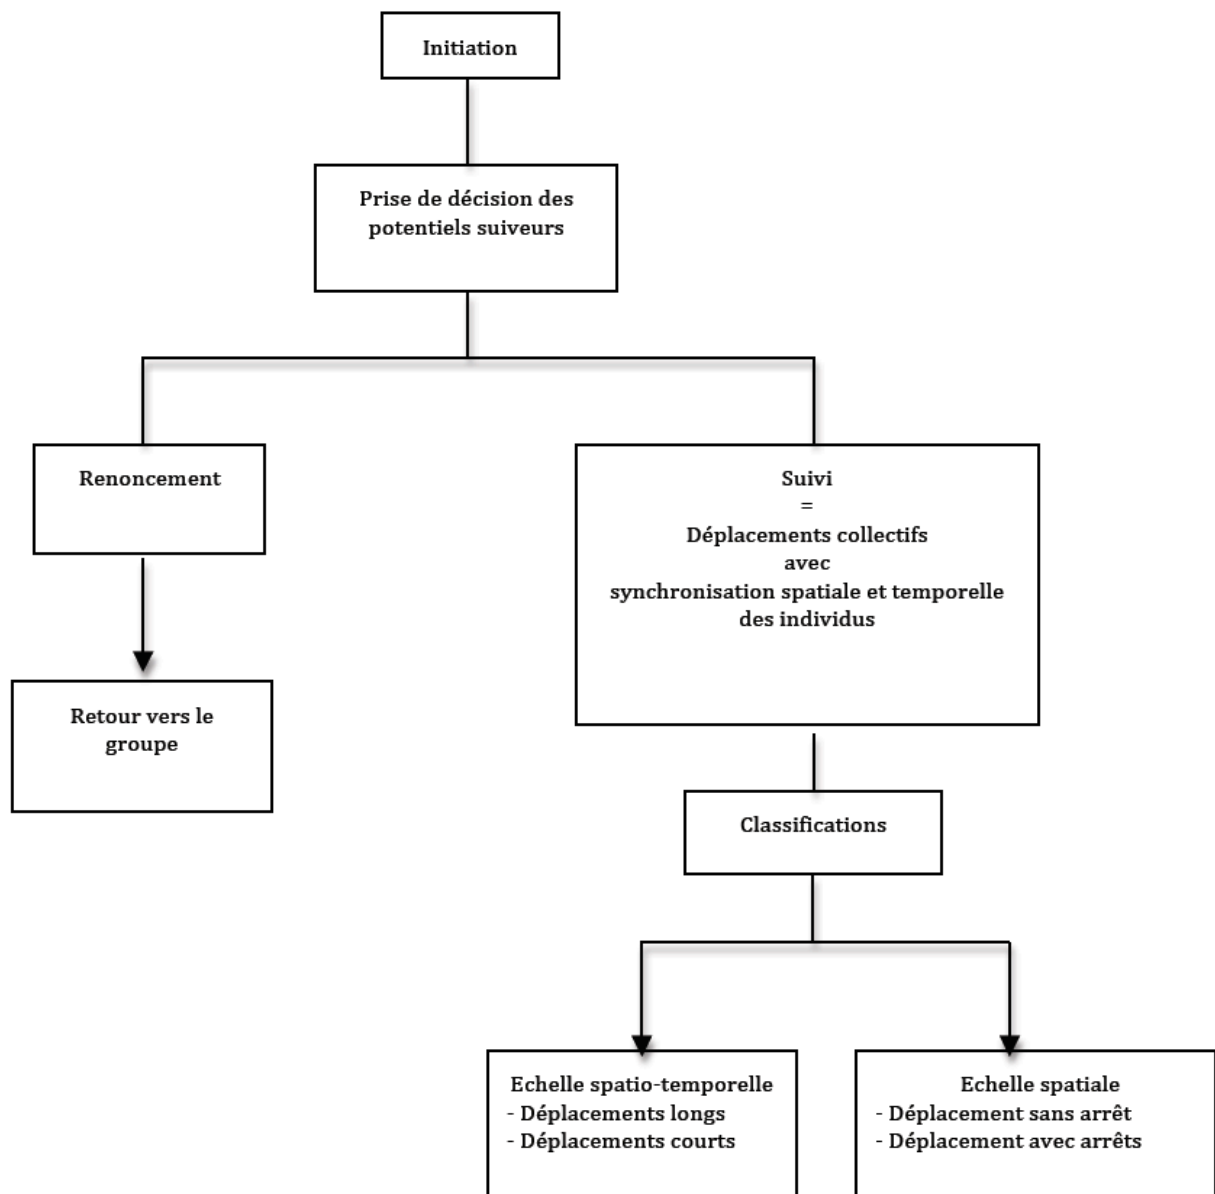 Initiation
Prise de décision des
potentiels suiveurs
Renoncement
Suivi
=
Déplacements collectifs
avec
synchronisation spatiale et temporelle
des individus
Retour vers le
groupe
Classifications
Echelle spatio-temporelle
- Déplacements longs
- Déplacements courts
Echelle spatiale
- Déplacement sans arrêt
- Déplacement avec arrêts